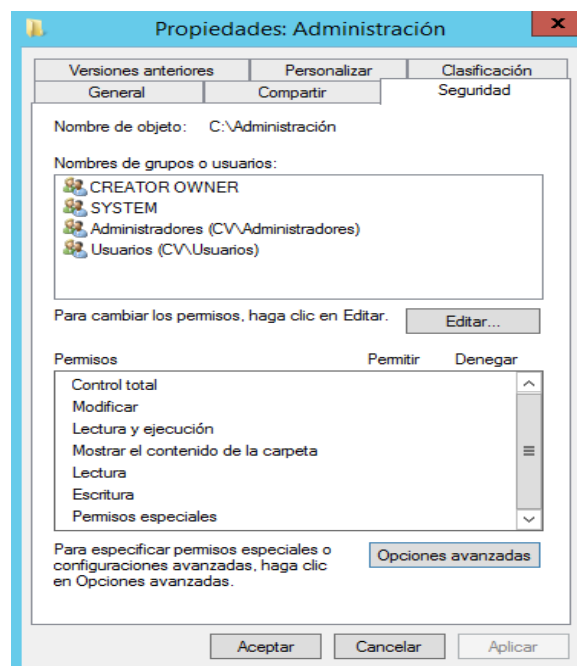 Propiedades: Administración
x
Versiones anteriores Personalizar Clasificación
General Compartir Seguridad
Nombre de objeto: C:\Administración
Nombres de grupos o usuarios:
CREATOR OWNER
SYSTEM
Administradores (CV\Administradores)
Usuarios (CV\Usuarios)
Para cambiar los permisos, haga clic en Editar. Editar...
Permisos Permitir Denegar
Control total
Modificar
Lectura y ejecución
Mostrar el contenido de la carpeta
Lectura
Escritura
Permisos especiales
Para especificar permisos especiales o
configuraciones avanzadas, haga clic
en Opciones avanzadas.
Opciones avanzadas
Aceptar Cancelar Aplicar